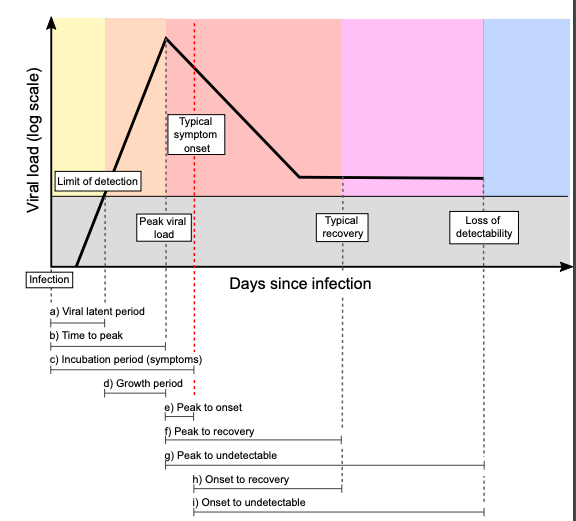 Viral load (log scale)
Typical
symptom
onset
Limit of detection
Peak viral
load
Typical
recovery
Loss of
detectability
Infection
Days since infection
a) Viral latent period
b) Time to peak
c) Incubation period (symptoms)
d) Growth period
e) Peak to onset
f) Peak to recovery
g) Peak to undetectable
h) Onset to recovery
i) Onset to undetectable